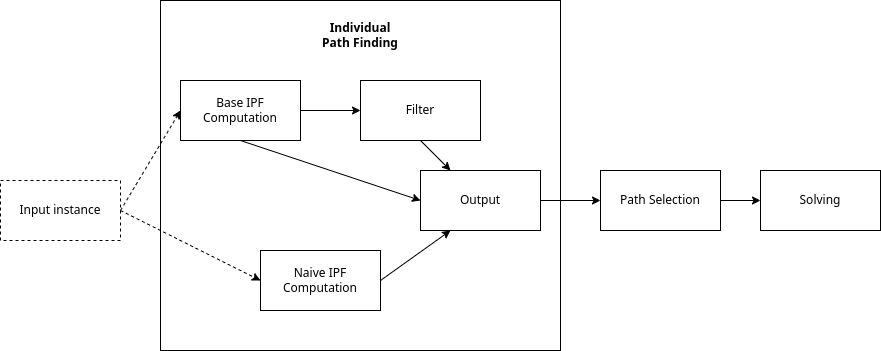 Individual
Path Finding
Base IPF
Computation
Filter
Input instance
Output
Path Selection
Solving
Naive IPF
Computation